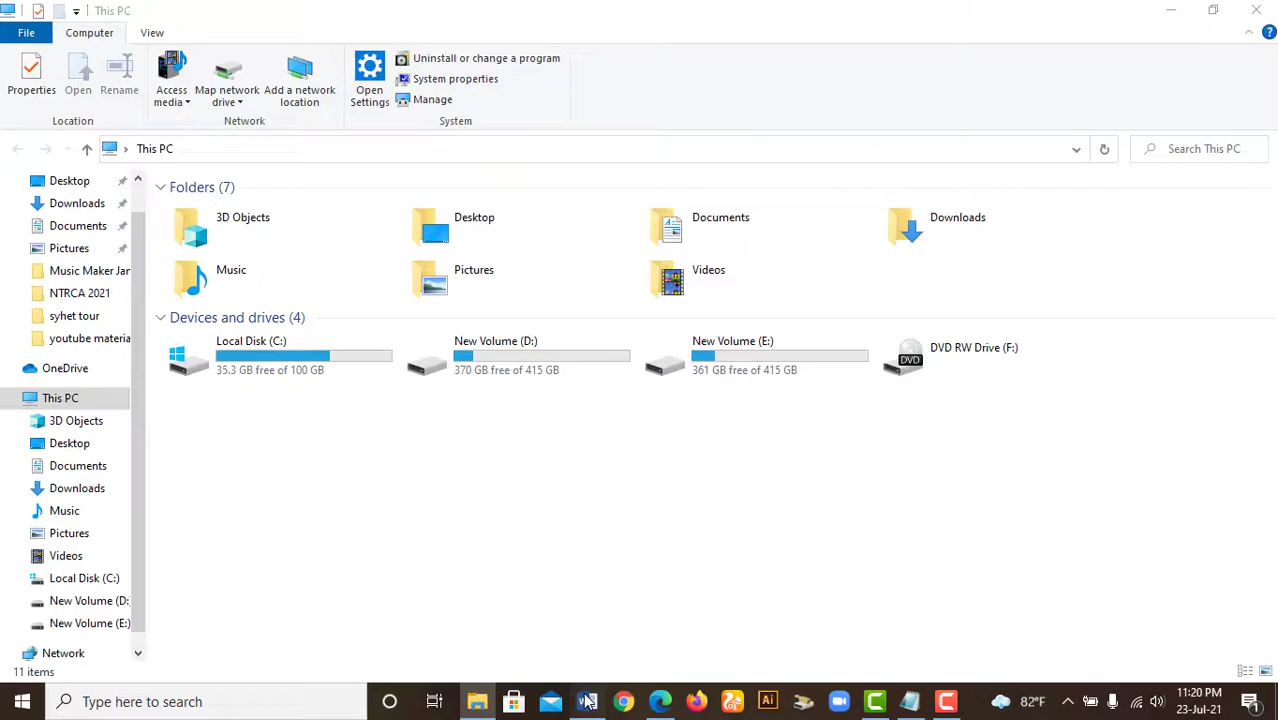 This PC
File Computer View
Properties Open Rename
Access media Map network drive Add a network location
Open Settings
Uninstall or change a program
System properties
Manage
Location Network System
This PC
Search This PC
Desktop
Downloads
Documents
Pictures
Music Maker Jan
NTRCA 2021
syhet tour
youtube materia
OneDrive
This PC
3D Objects
Desktop
Documents
Downloads
Music
Pictures
Videos
Local Disk (C:)
New Volume (D:
New Volume (E:)
Network
Folders (7)
3D Objects Desktop Documents Downloads
Music Pictures Videos
Devices and drives (4)
Local Disk (C:) New Volume (D:) New Volume (E:) DVD RW Drive (F:)
DVD
35.3 GB free of 100 GB 370 GB free of 415 GB 361 GB free of 415 GB
11 items
Type here to search
Ai
82°F
11:20 PM
23-Jul-21
1